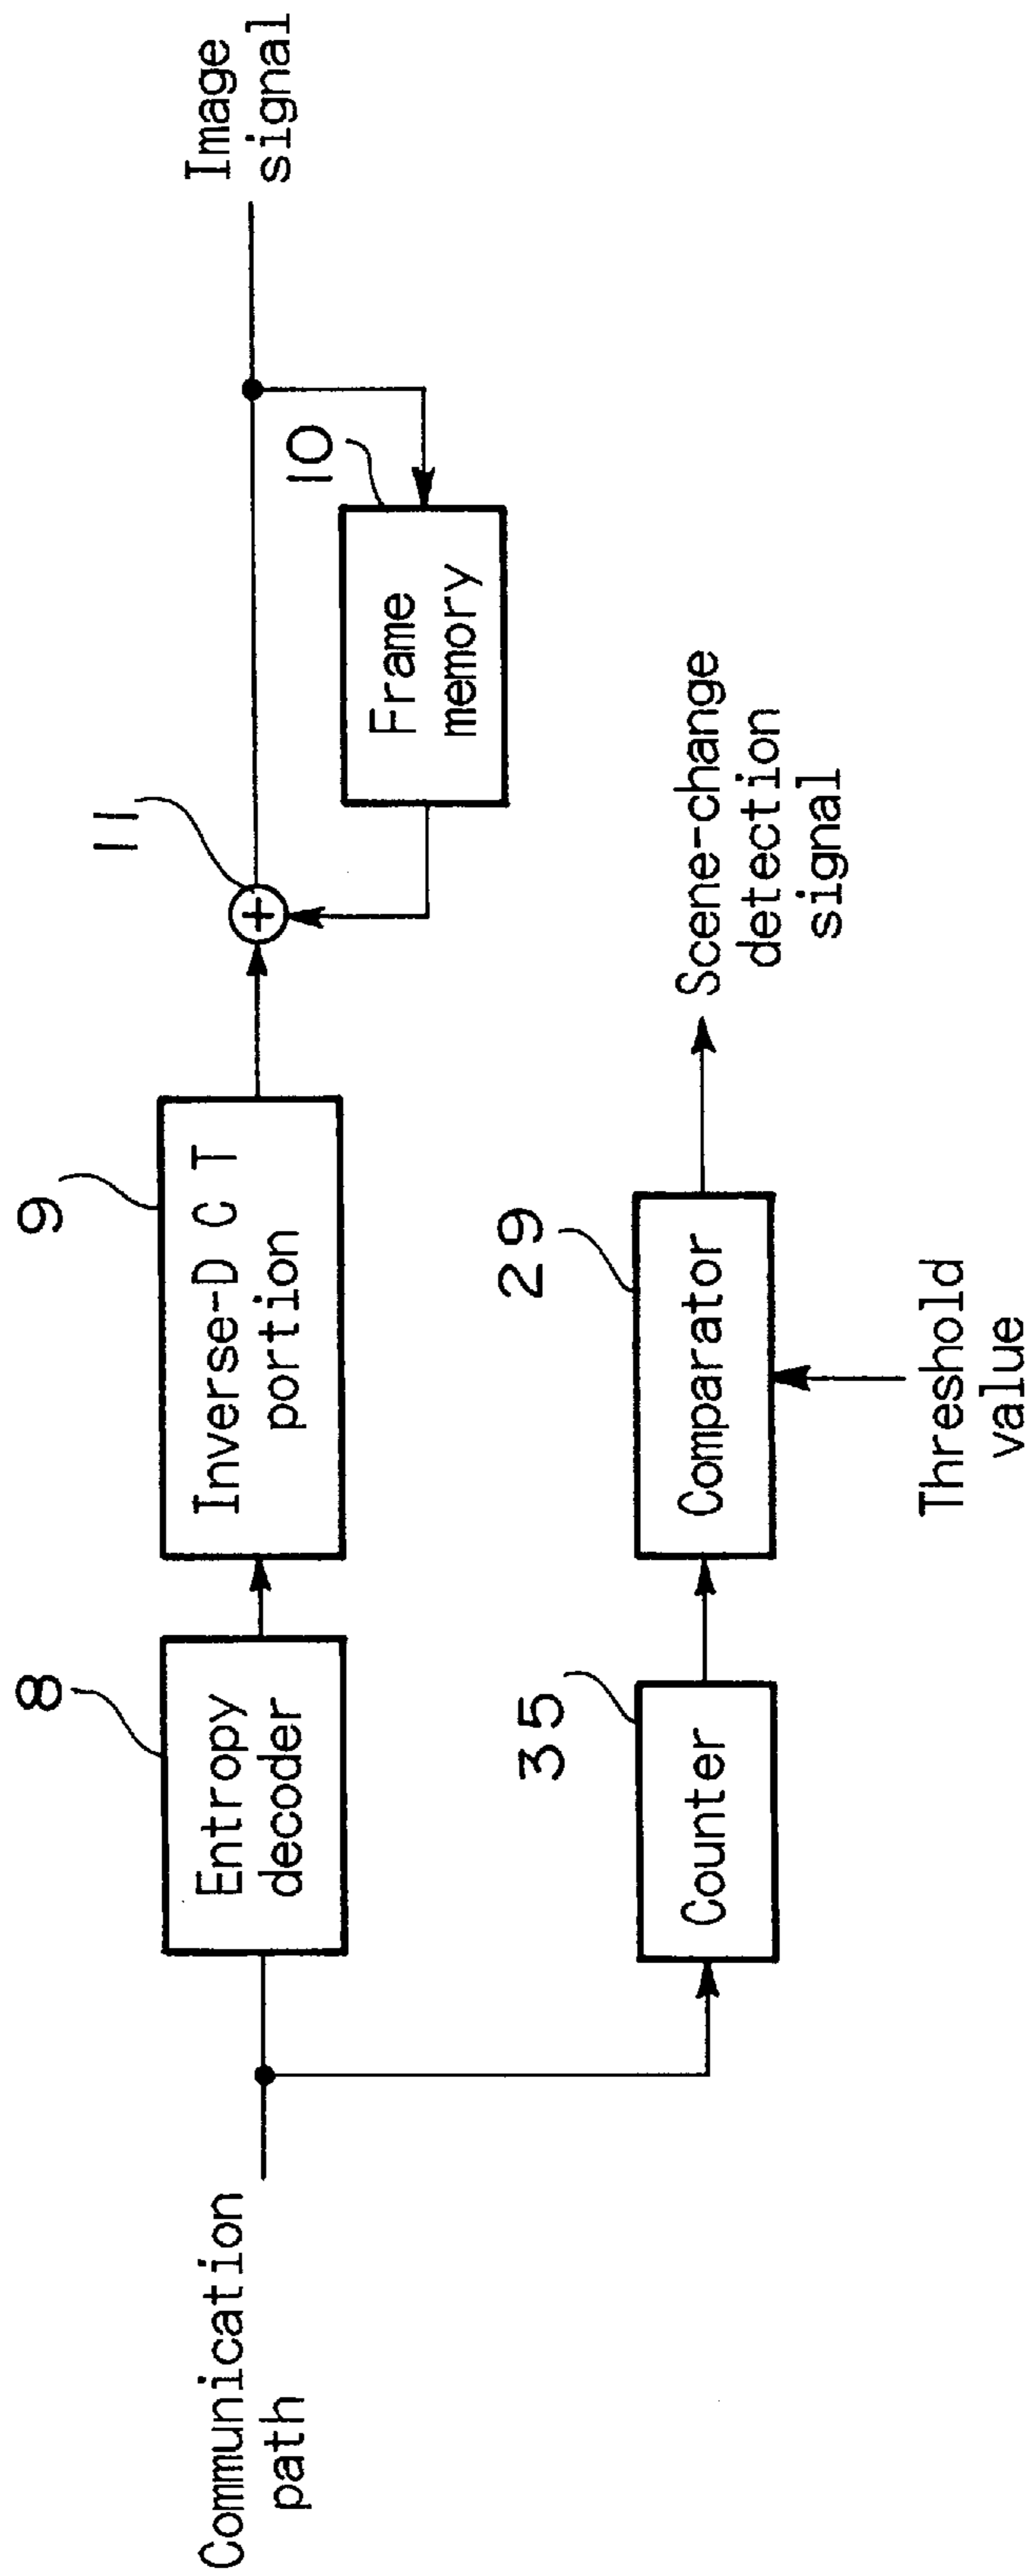 Communication
path
8
Entropy
decoder
9
Inverse-D C T
portion
11
+
10
Frame
memory
Image
signal
35
Counter
29
Comparator
Threshold
value
Scene-change
detection
signal